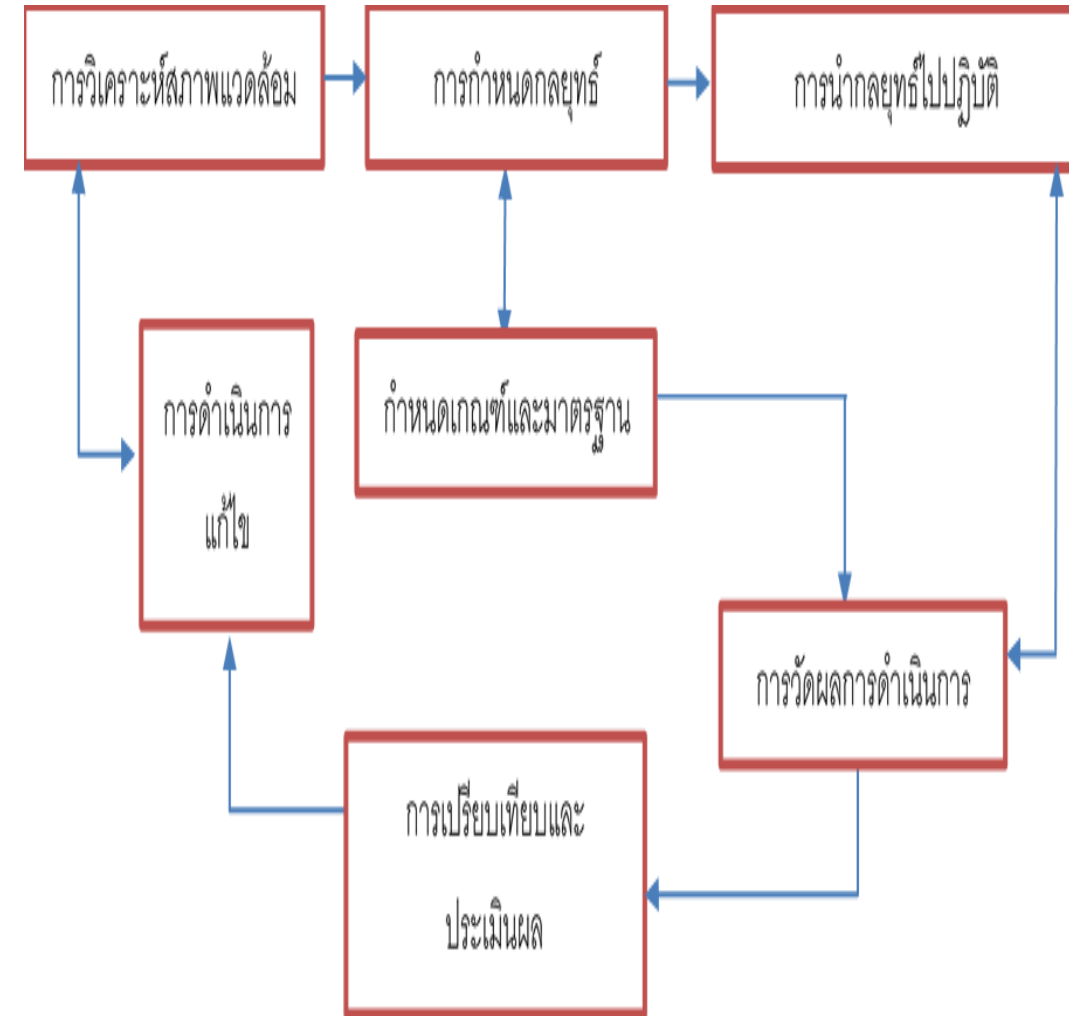 การวิเคราะห์สภาพแวดล้อม
การกำหนดกลยุทธ์
การนำกลยุทธ์ไปปฏิบัติ
การดำเนินการ
แก้ไข
กำหนดเกณฑ์และมาตรฐาน
การวัดผลการดำเนินการ
การเปรียบเทียบและ
ประเมินผล